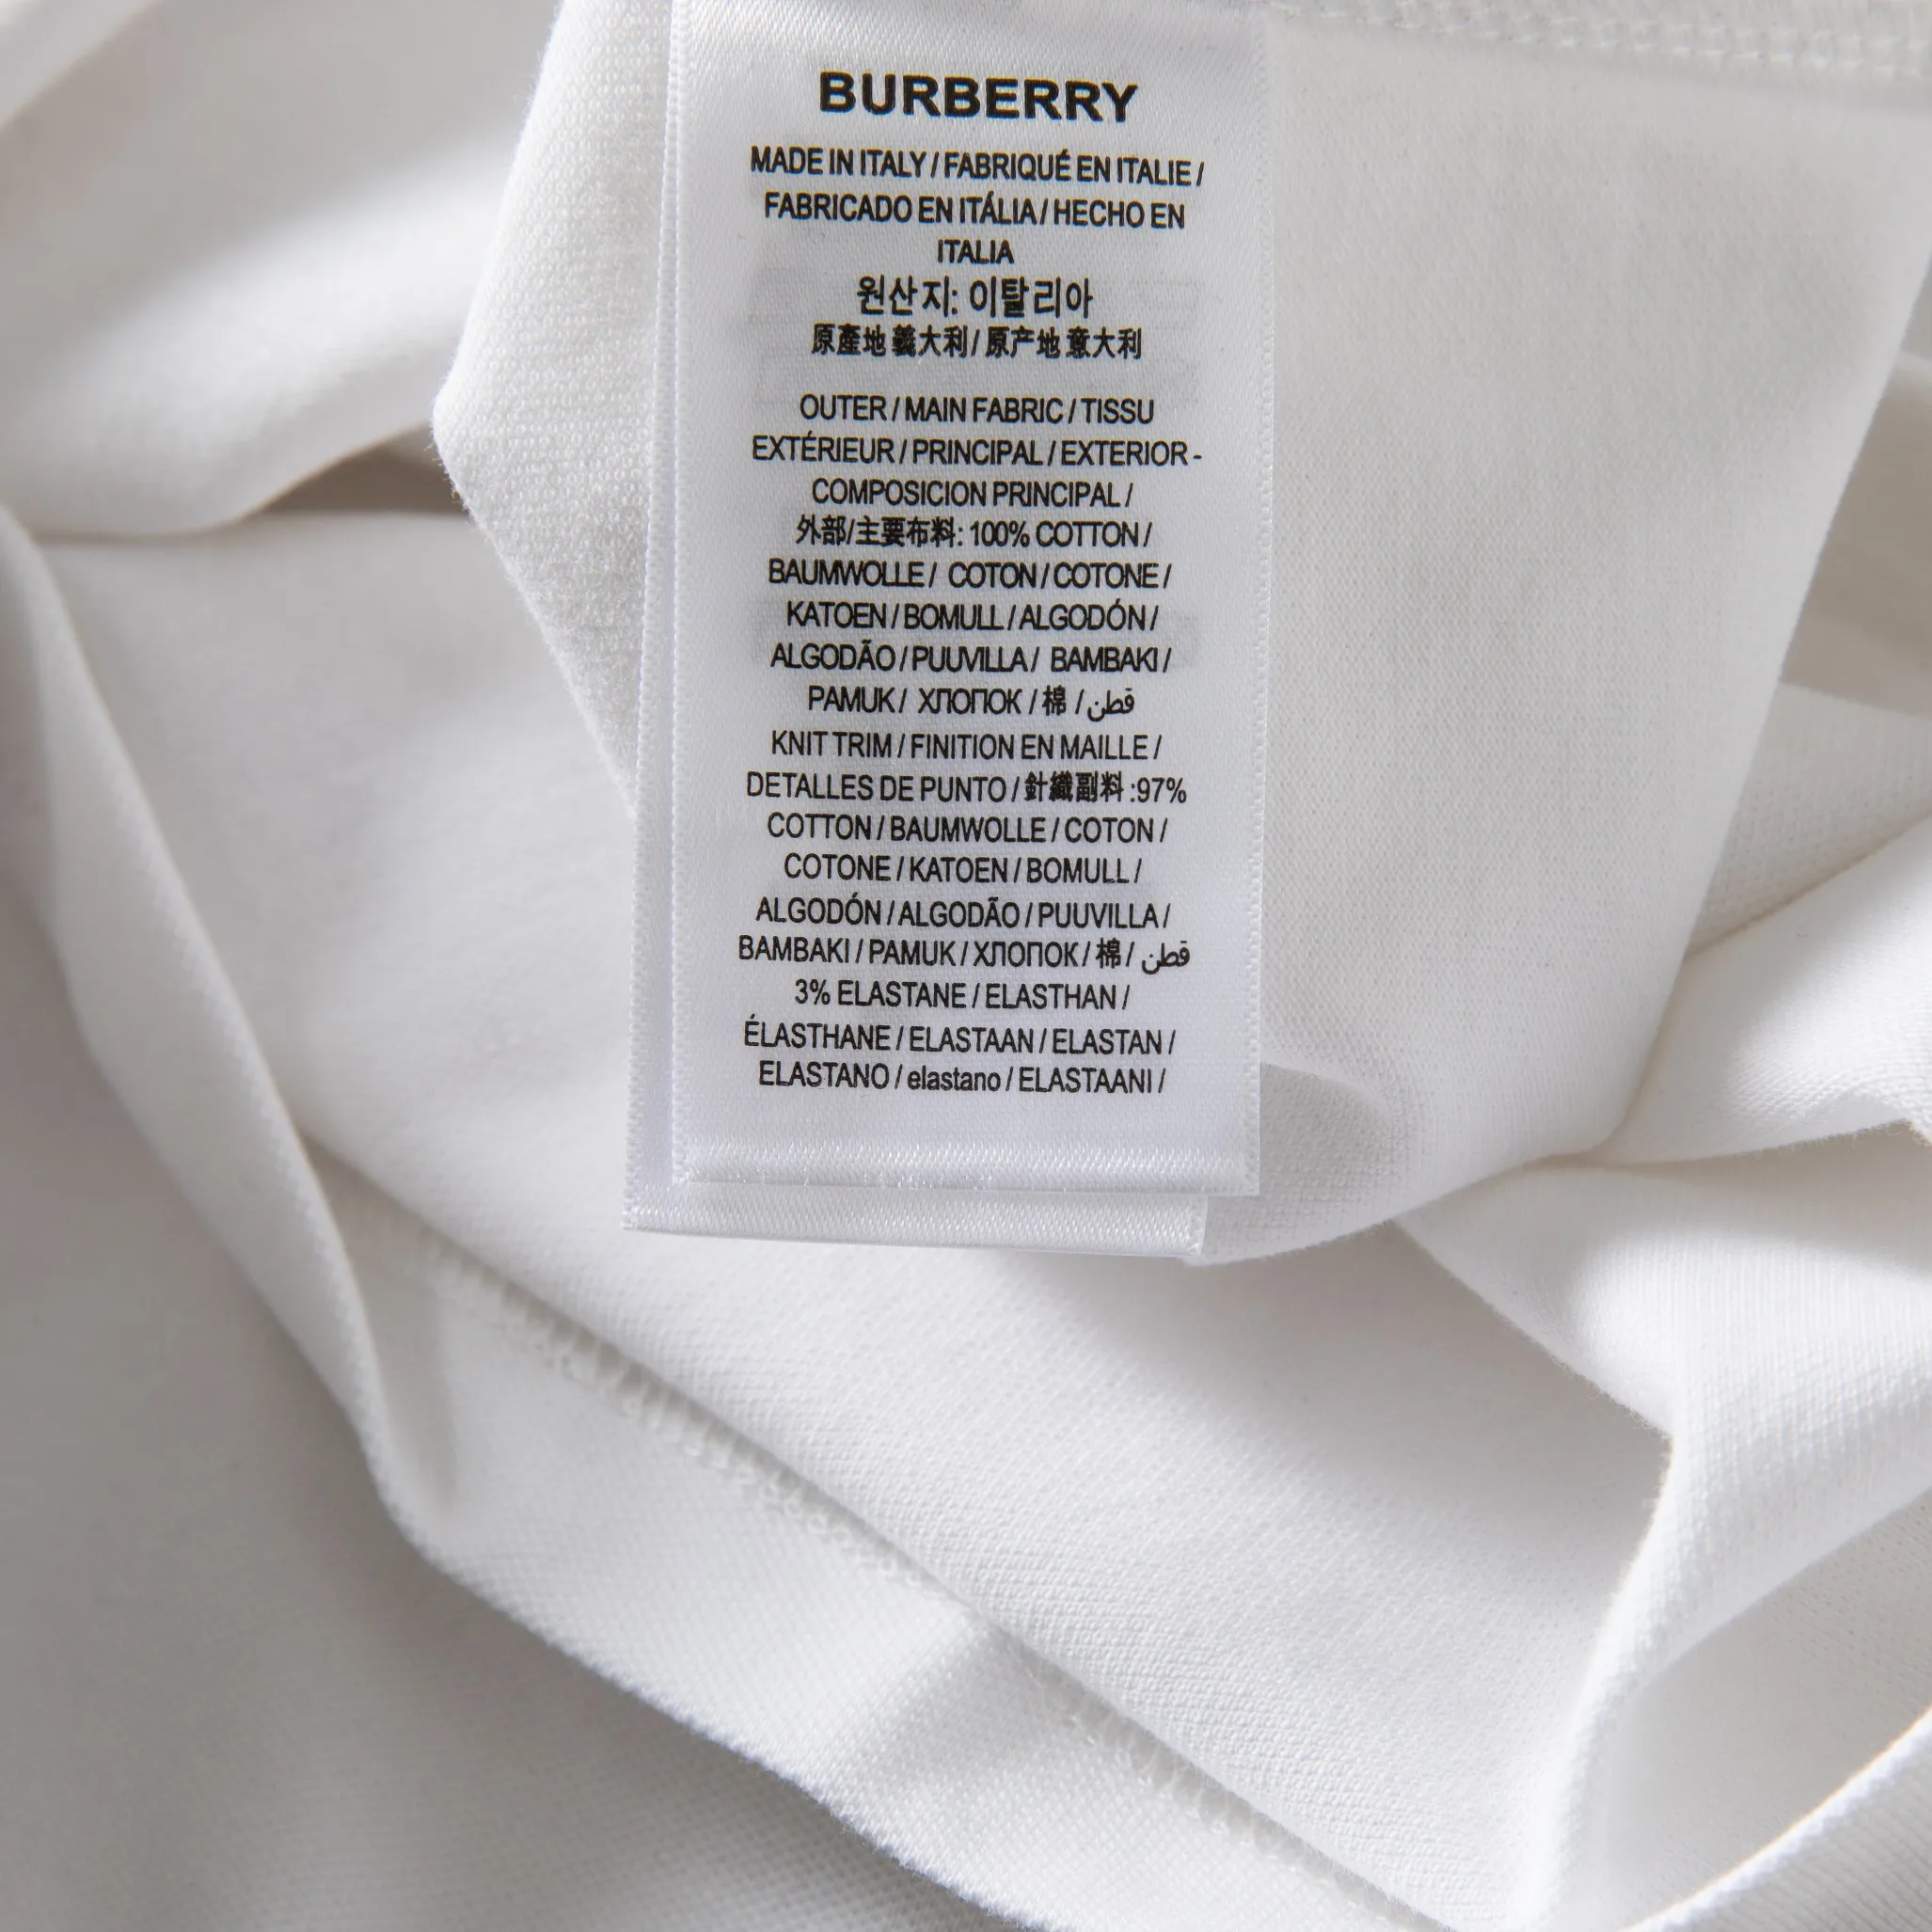 BURBERRY
MADE IN ITALY / FABRIQUÉ EN ITALIE /
FABRICADO EN ITÁLIA / HECHO EN
ITALIA
원산지: 이탈리아
原產地 義大利 / 原产地 意大利
OUTER / MAIN FABRIC / TISSU
EXTÉRIEUR / PRINCIPAL / EXTERIOR -
COMPOSICION PRINCIPAL /
外部/主要布料: 100% COTTON /
BAUMWOLLE / COTON / COTONE /
KATOEN / BOMULL / ALGODÓN /
ALGODÃO / PUUVILLA / BAMBAKI /
PAMUK / ХЛОПОК / 棉 / قطن
KNIT TRIM / FINITION EN MAILLE /
DETALLES DE PUNTO / 針織副料 :97%
COTTON / BAUMWOLLE / COTON /
COTONE / KATOEN / BOMULL /
ALGODÓN / ALGODÃO / PUUVILLA /
BAMBAKI / PAMUK / ХЛОПОК / 棉 / قطن
3% ELASTANE / ELASTHAN /
ÉLASTHANE / ELASTAAN / ELASTAN /
ELASTANO / elastano / ELASTAANI /